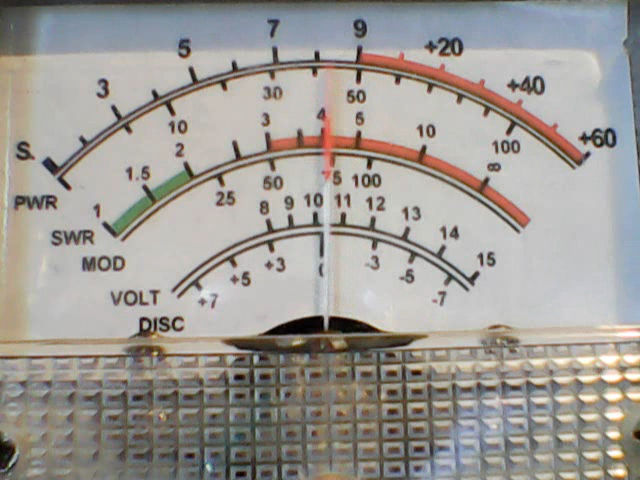 S. 3 5 7 9 +20 +40 +60
PWR 10 30 50 100
SWR 1 1.5 2 3 4 5 10 ∞
MOD 25 50 75 100
VOLT 8 9 10 11 12 13 14 15
DISC +7 +5 +3 0 -3 -5 -7